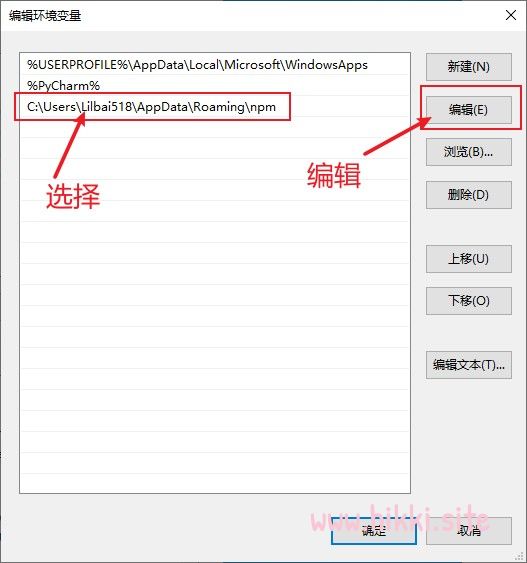 编辑环境变量
%USERPROFILE%\AppData\Local\Microsoft\WindowsApps
%PyCharm%
C:\Users\Lilbai518\AppData\Roaming\npm
选择
编辑
新建(N)
编辑(E)
浏览(B)...
删除(D)
上移(U)
下移(O)
编辑文本(T)...
www.hikki.site
确定
取消